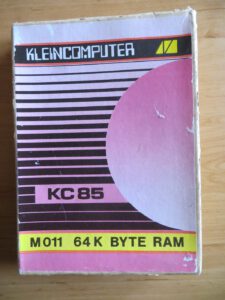 KLEINCOMPUTER
KC 85
M011 64K BYTE RAM